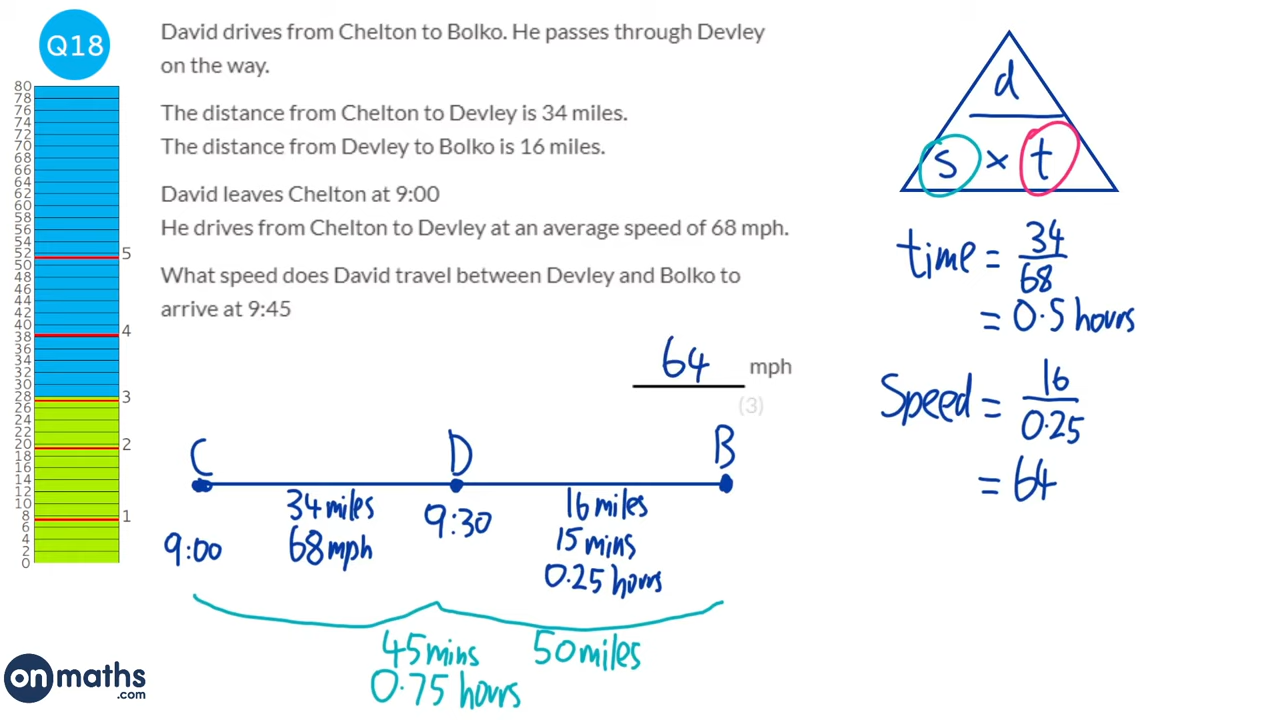 Q18
David drives from Chelton to Bolko. He passes through Devley
on the way.
The distance from Chelton to Devley is 34 miles.
The distance from Devley to Bolko is 16 miles.
David leaves Chelton at 9:00
He drives from Chelton to Devley at an average speed of 68 mph.
What speed does David travel between Devley and Bolko to
arrive at 9:45
64 mph
(3)
80
78
76
74
72
70
68
66
64
62
60
58
56
54
52
50
48
46
44
42
40
38
36
34
32
30
28
26
24
22
20
18
16
14
12
10
8
6
4
2
0
5
4
3
2
1
C D B
34 miles
68 mph
9:00
9:30
16 miles
15 mins
0.25 hours
45 mins 50 miles
0.75 hours
d
s × t
time = 34
68
= 0.5 hours
Speed = 16
0.25
= 64
onmaths
.com